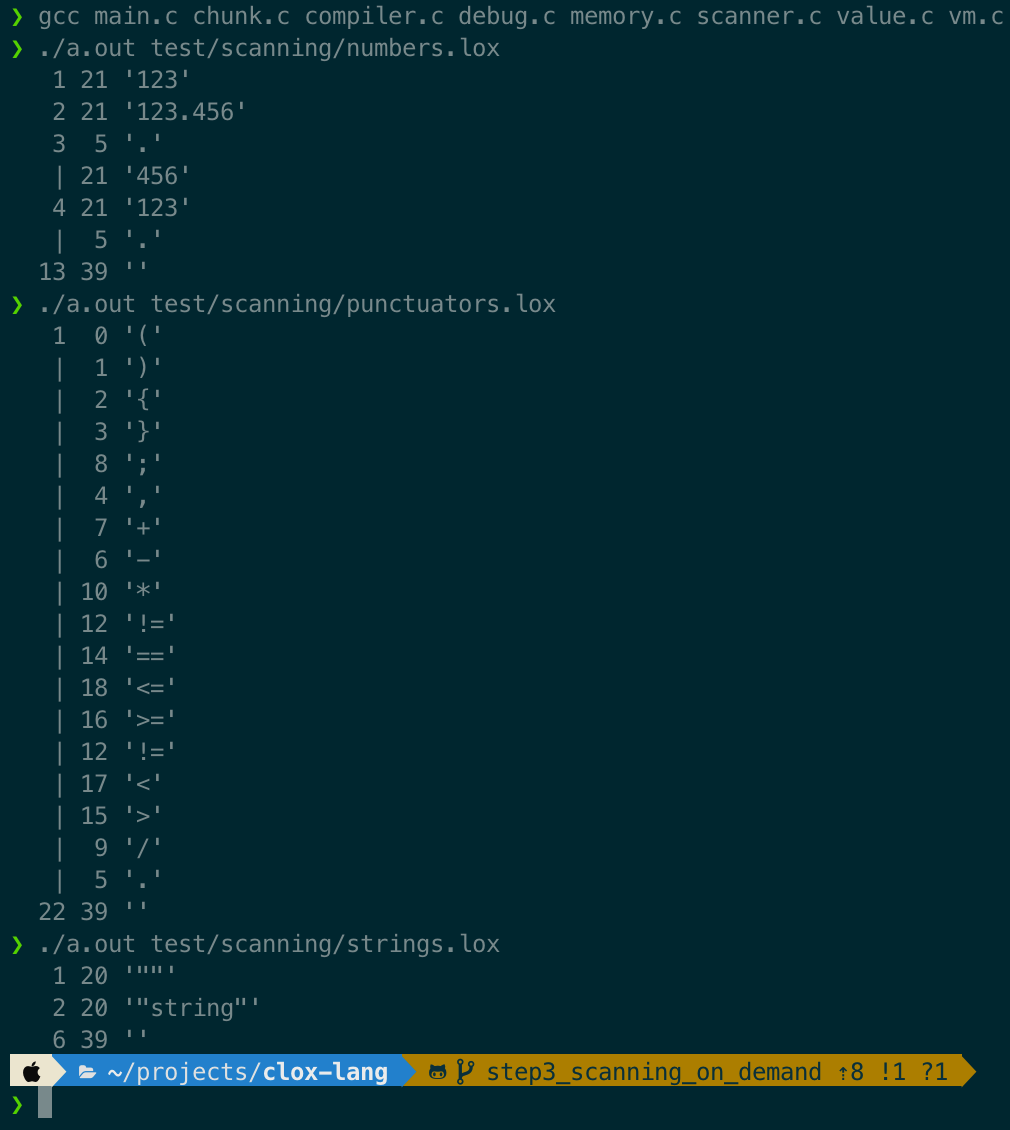 ❯ gcc main.c chunk.c compiler.c debug.c memory.c scanner.c value.c vm.c
❯ ./a.out test/scanning/numbers.lox
   1 21 '123'
   2 21 '123.456'
   3  5 '.'
   | 21 '456'
   4 21 '123'
   |  5 '.'
  13 39 ''
❯ ./a.out test/scanning/punctuators.lox
   1  0 '('
   |  1 ')'
   |  2 '{'
   |  3 '}'
   |  8 ';'
   |  4 ','
   |  7 '+'
   |  6 '-'
   | 10 '*'
   | 12 '!='
   | 14 '=='
   | 18 '<='
   | 16 '>='
   | 12 '!='
   | 17 '<'
   | 15 '>'
   |  9 '/'
   |  5 '.'
  22 39 ''
❯ ./a.out test/scanning/strings.lox
   1 20 '""'
   2 20 '"string"'
   6 39 ''
~/projects/clox-lang step3_scanning_on_demand ⇡8 !1 ?1
❯